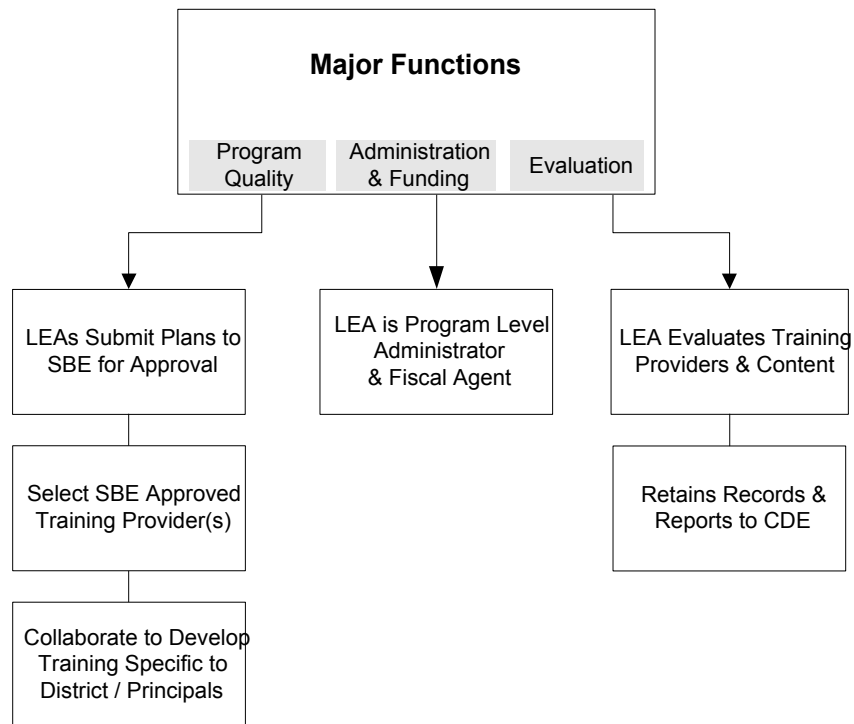 Major Functions
Program
Quality
Administration
& Funding
Evaluation
LEAs Submit Plans to
SBE for Approval
Select SBE Approved
Training Provider(s)
Collaborate to Develop
Training Specific to
District / Principals
LEA is Program Level
Administrator
& Fiscal Agent
LEA Evaluates Training
Providers & Content
Retains Records &
Reports to CDE